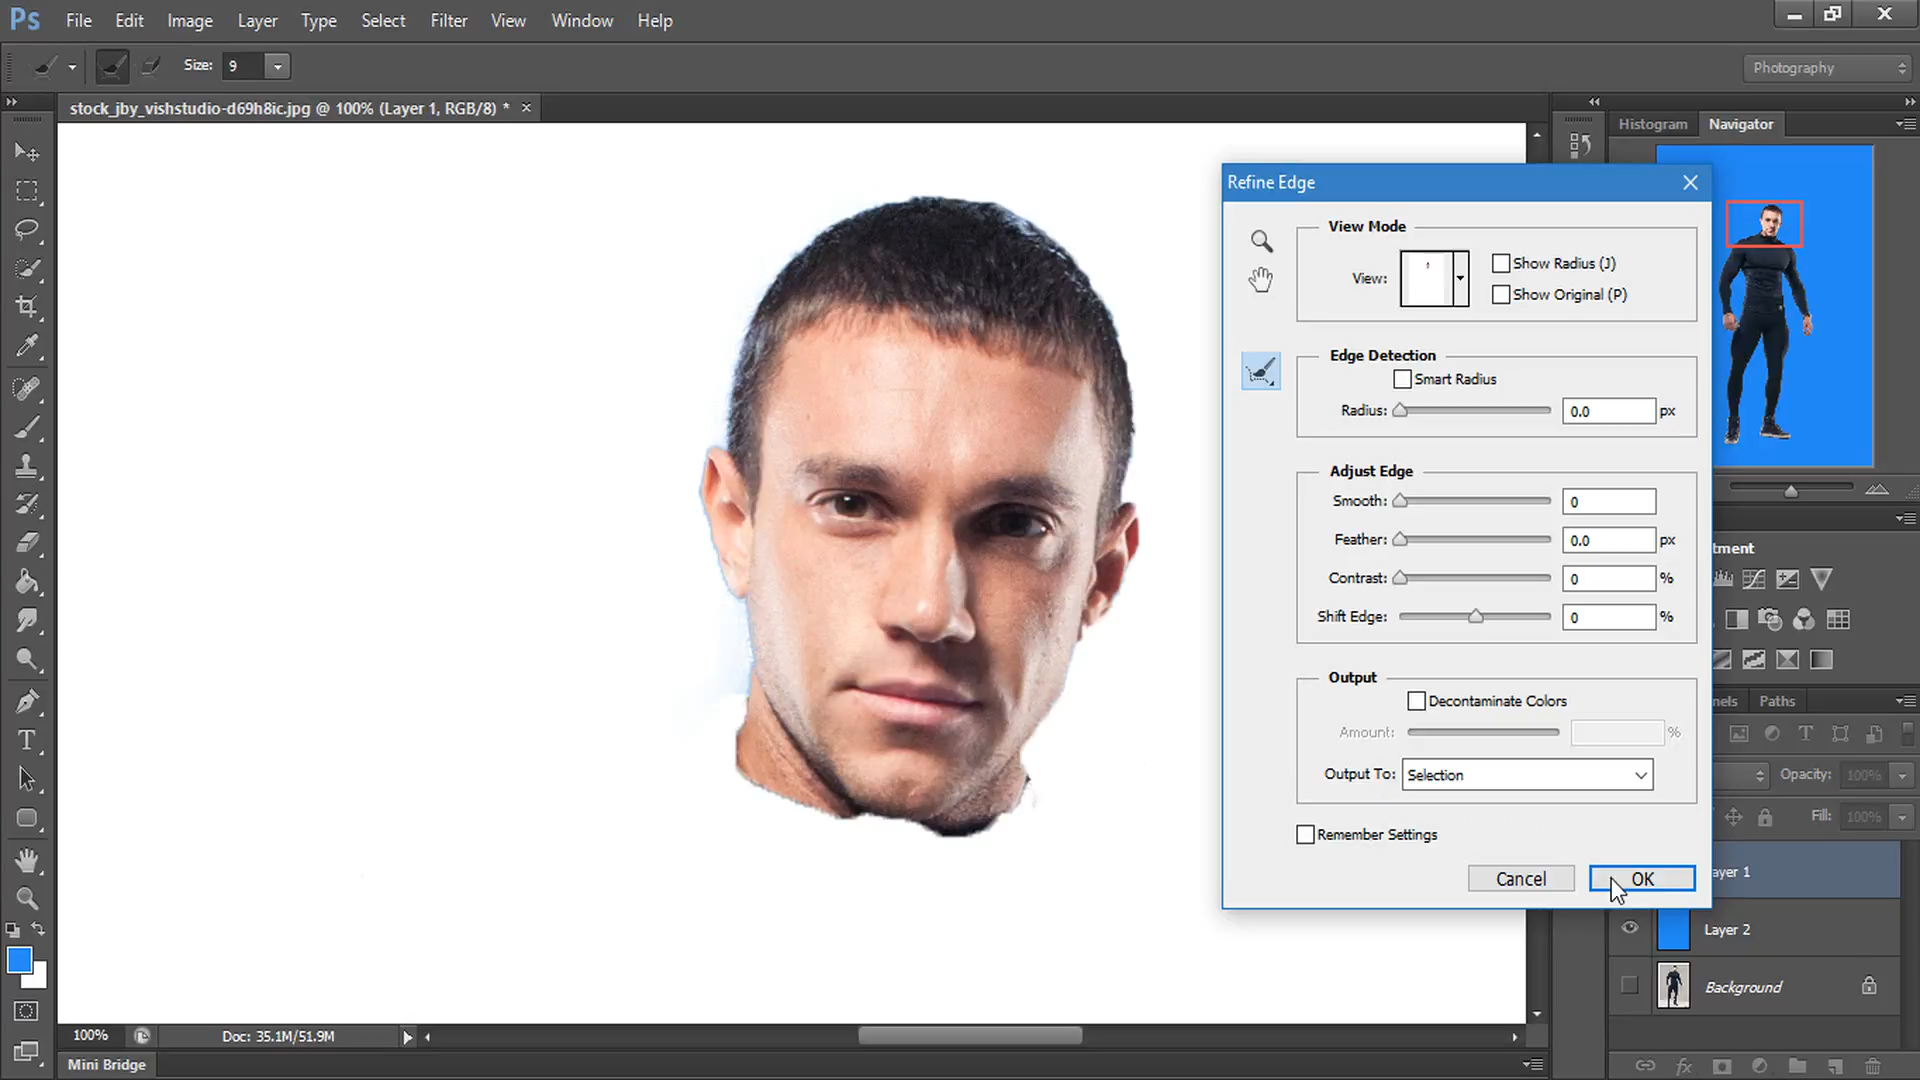 Ps File Edit Image Layer Type Select Filter View Window Help
Size: 9
Photography
stock_jby_vishstudio-d69h8ic.jpg @ 100% (Layer 1, RGB/8) *
Histogram Navigator
Refine Edge
View Mode
View:
Show Radius (J)
Show Original (P)
Edge Detection
Smart Radius
Radius: 0.0 px
Adjust Edge
Smooth: 0
Feather: 0.0 px
Contrast: 0 %
Shift Edge: 0 %
Output
Decontaminate Colors
Amount: %
Output To: Selection
Remember Settings
Cancel OK
tment
nels Paths
Opacity: 100%
Fill: 100%
ayer 1
Layer 2
Background
100% Doc: 35.1M/51.9M
Mini Bridge